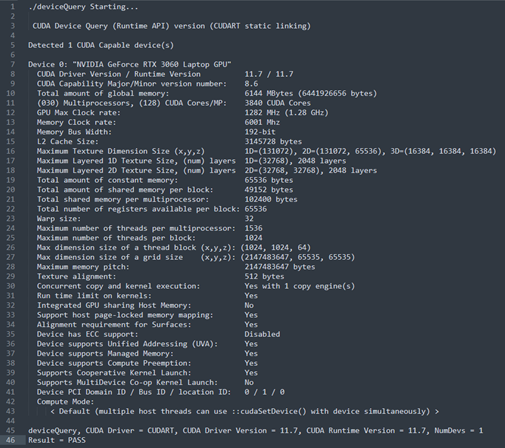 1 ./deviceQuery Starting...
2
3 CUDA Device Query (Runtime API) version (CUDART static linking)
4
5 Detected 1 CUDA Capable device(s)
6
7 Device 0: "NVIDIA GeForce RTX 3060 Laptop GPU"
8 CUDA Driver Version / Runtime Version 11.7 / 11.7
9 CUDA Capability Major/Minor version number: 8.6
10 Total amount of global memory: 6144 MBytes (6441926656 bytes)
11 (030) Multiprocessors, (128) CUDA Cores/MP: 3840 CUDA Cores
12 GPU Max Clock rate: 1282 MHz (1.28 GHz)
13 Memory Clock rate: 6001 Mhz
14 Memory Bus Width: 192-bit
15 L2 Cache Size: 3145728 bytes
16 Maximum Texture Dimension Size (x,y,z) 1D=(131072), 2D=(131072, 65536), 3D=(16384, 16384, 16384)
17 Maximum Layered 1D Texture Size, (num) layers 1D=(32768), 2048 layers
18 Maximum Layered 2D Texture Size, (num) layers 2D=(32768, 32768), 2048 layers
19 Total amount of constant memory: 65536 bytes
20 Total amount of shared memory per block: 49152 bytes
21 Total shared memory per multiprocessor: 102400 bytes
22 Total number of registers available per block: 65536
23 Warp size: 32
24 Maximum number of threads per multiprocessor: 1536
25 Maximum number of threads per block: 1024
26 Max dimension size of a thread block (x,y,z): (1024, 1024, 64)
27 Max dimension size of a grid size (x,y,z): (2147483647, 65535, 65535)
28 Maximum memory pitch: 2147483647 bytes
29 Texture alignment: 512 bytes
30 Concurrent copy and kernel execution: Yes with 1 copy engine(s)
31 Run time limit on kernels: Yes
32 Integrated GPU sharing Host Memory: No
33 Support host page-locked memory mapping: Yes
34 Alignment requirement for Surfaces: Yes
35 Device has ECC support: Disabled
36 Device supports Unified Addressing (UVA): Yes
37 Device supports Managed Memory: Yes
38 Device supports Compute Preemption: Yes
39 Supports Cooperative Kernel Launch: Yes
40 Supports MultiDevice Co-op Kernel Launch: No
41 Device PCI Domain ID / Bus ID / location ID: 0 / 1 / 0
42 Compute Mode:
43 < Default (multiple host threads can use ::cudaSetDevice() with device simultaneously) >
44
45 deviceQuery, CUDA Driver = CUDART, CUDA Driver Version = 11.7, CUDA Runtime Version = 11.7, NumDevs = 1
46 Result = PASS